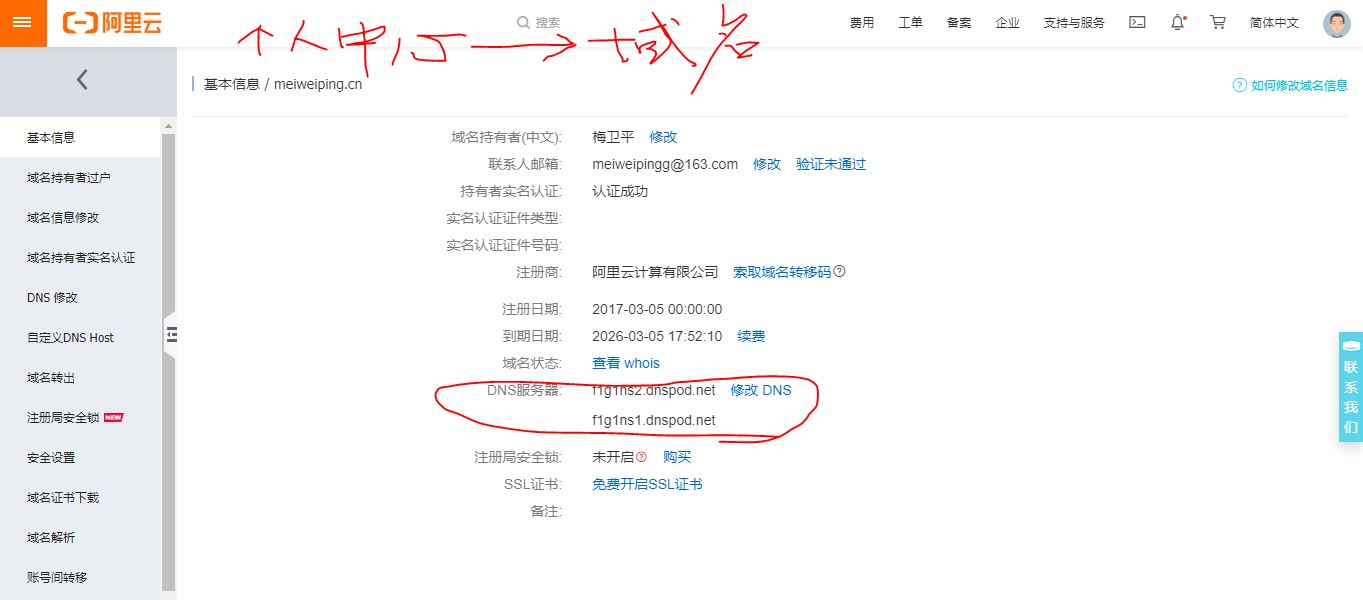 阿里云
搜索
费用 工单 备案 企业 支持与服务 简体中文
个人中心→域名
基本信息 / meiweiping.cn
如何修改域名信息
基本信息
域名持有者过户
域名信息修改
域名持有者实名认证
DNS 修改
自定义DNS Host
域名转出
注册局安全锁 NEW
安全设置
域名证书下载
域名解析
账号间转移
域名持有者(中文): 梅卫平 修改
联系人邮箱: meiweipingg@163.com 修改 验证未通过
持有者实名认证: 认证成功
实名认证证件类型:
实名认证证件号码:
注册商: 阿里云计算有限公司 索取域名转移码
注册日期: 2017-03-05 00:00:00
到期日期: 2026-03-05 17:52:10 续费
域名状态: 查看 whois
DNS服务器: f1g1ns2.dnspod.net 修改 DNS
f1g1ns1.dnspod.net
注册局安全锁: 未开启 购买
SSL证书: 免费开启SSL证书
备注:
联系我们